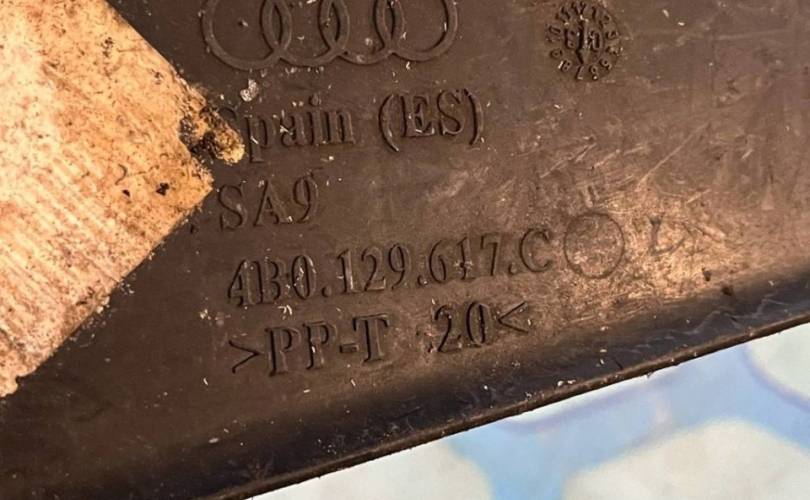 Spain (ES)
SA9
4B0.129.617.C
>PP-T 20<